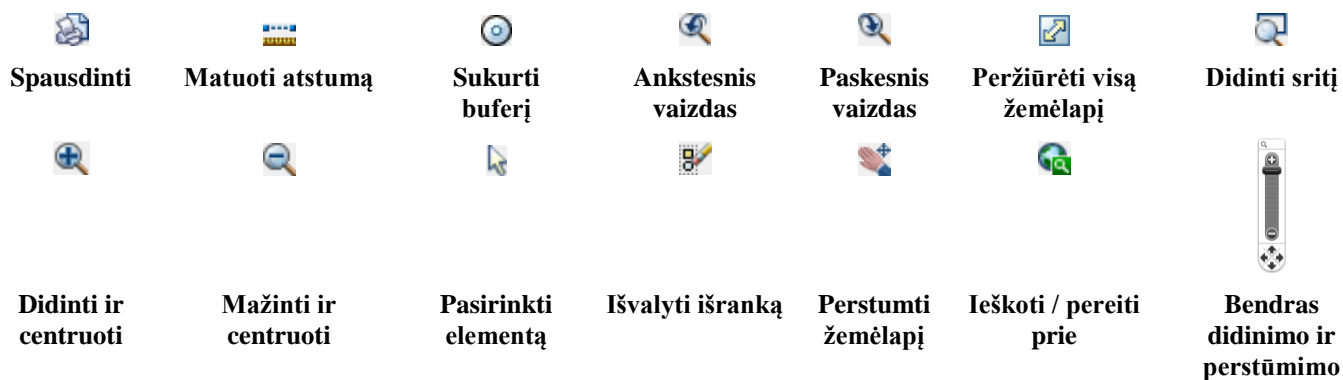 Spausdinti Matuoti atstumą Sukurti Ankstesnis Paskesnis Peržiūrėti visą Didinti sritį
buferį vaizdas vaizdas žemėlapį
Didinti ir Mažinti ir Pasirinkti Išvalyti išranką Perstumti Ieškoti / pereiti Bendras
centruoti centruoti elementą žemėlapį prie didinimo ir
perstūmimo